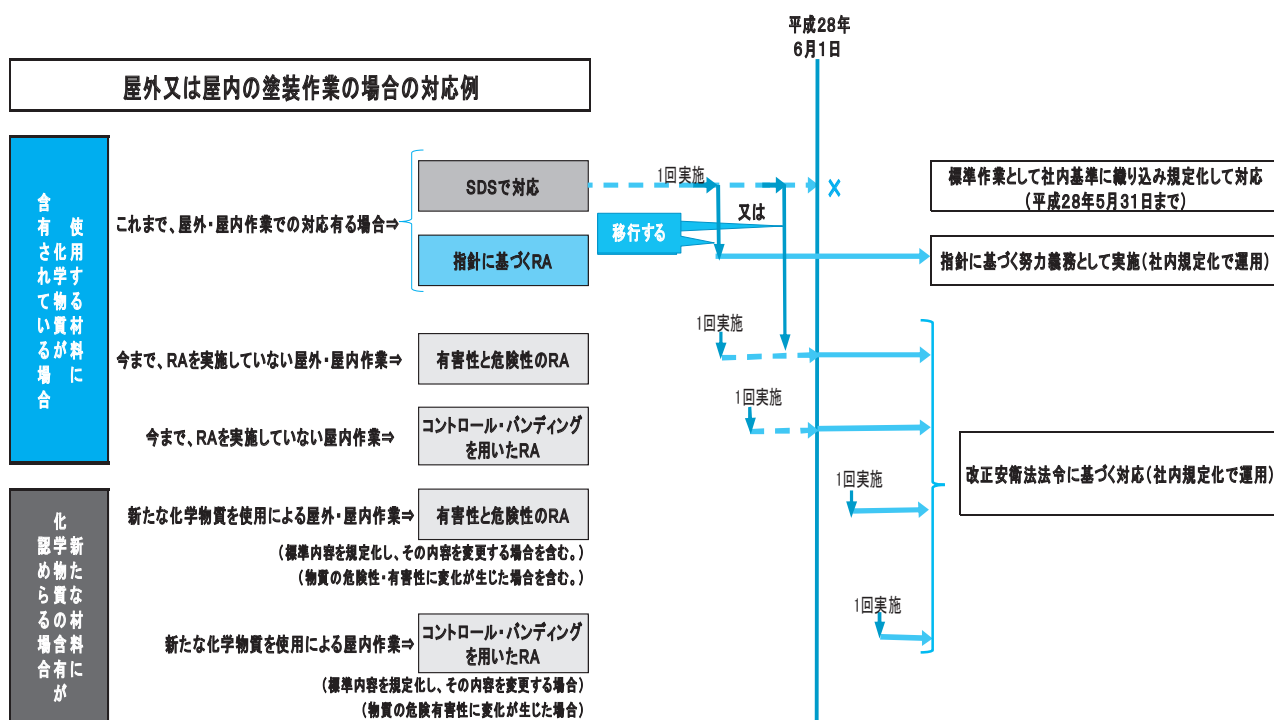 平成28年
6月1日
屋外又は屋内の塗装作業の場合の対応例
使用する材料に
化学物質が
含有されている場合
これまで、屋外・屋内作業での対応有る場合⇒
SDSで対応
指針に基づくRA
1回実施
又は
移行する
×
標準作業として社内基準に織り込み規定化して対応
（平成28年5月31日まで）
指針に基づく努力義務として実施（社内規定化で運用）
今まで、RAを実施していない屋外・屋内作業⇒
有害性と危険性のRA
1回実施
今まで、RAを実施していない屋内作業⇒
コントロール・バンディング
を用いたRA
1回実施
改正安衛法法令に基づく対応（社内規定化で運用）
新たな材料に
化学物質の含有が
認めらる場合
新たな化学物質を使用による屋外・屋内作業⇒
有害性と危険性のRA
1回実施
（標準内容を規定化し、その内容を変更する場合を含む。）
（物質の危険性・有害性に変化が生じた場合を含む。）
新たな化学物質を使用による屋内作業⇒
コントロール・バンディング
を用いたRA
1回実施
（標準内容を規定化し、その内容を変更する場合）
（物質の危険有害性に変化が生じた場合）